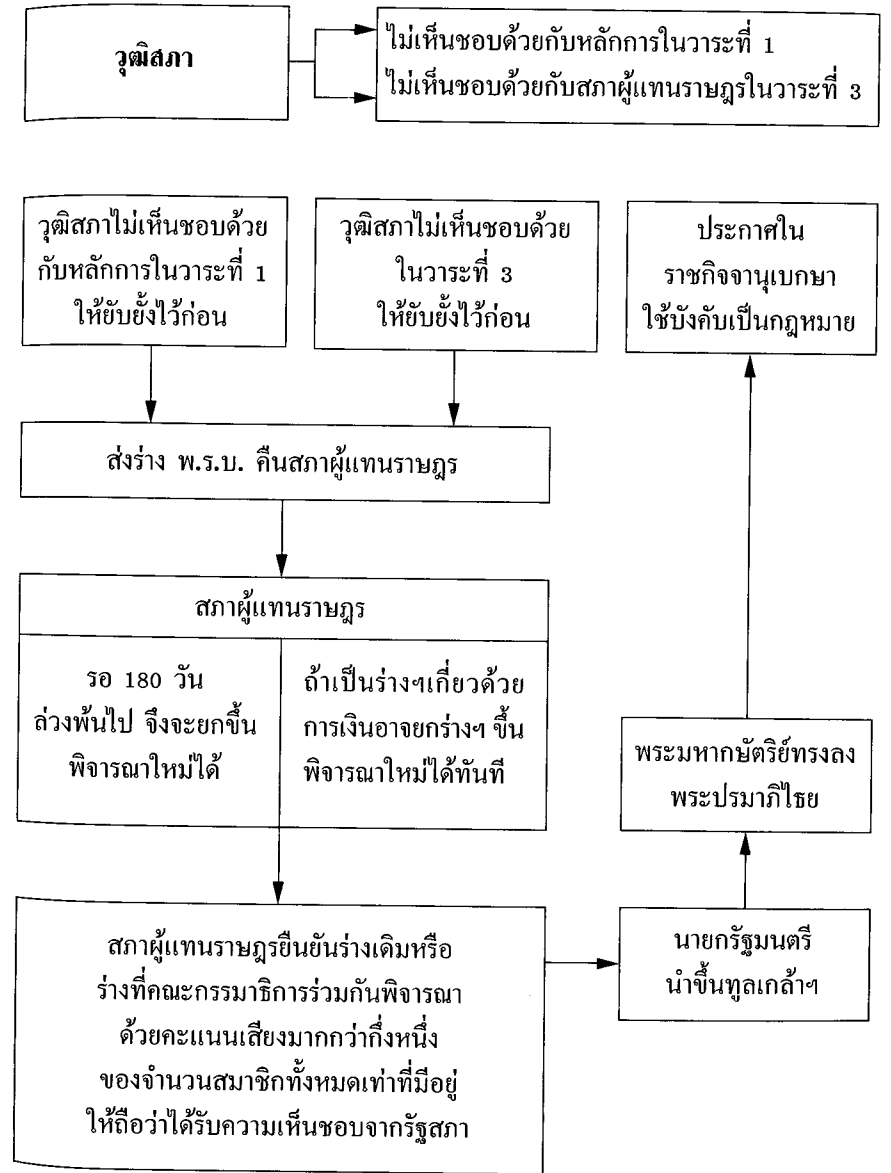 วุฒิสภา
ไม่เห็นชอบด้วยกับหลักการในวาระที่ 1
ไม่เห็นชอบด้วยกับสภาผู้แทนราษฎรในวาระที่ 3
วุฒิสภาไม่เห็นชอบด้วย
กับหลักการในวาระที่ 1
ให้ยับยั้งไว้ก่อน
วุฒิสภาไม่เห็นชอบด้วย
ในวาระที่ 3
ให้ยับยั้งไว้ก่อน
ประกาศใน
ราชกิจจานุเบกษา
ใช้บังคับเป็นกฎหมาย
ส่งร่าง พ.ร.บ. คืนสภาผู้แทนราษฎร
สภาผู้แทนราษฎร
รอ 180 วัน
ล่วงพ้นไป จึงจะยกขึ้น
พิจารณาใหม่ได้
ถ้าเป็นร่างฯเกี่ยวด้วย
การเงินอาจยกร่างฯ ขึ้น
พิจารณาใหม่ได้ทันที
พระมหากษัตริย์ทรงลง
พระปรมาภิไธย
สภาผู้แทนราษฎรยืนยันร่างเดิมหรือ
ร่างที่คณะกรรมาธิการร่วมกันพิจารณา
ด้วยคะแนนเสียงมากกว่ากึ่งหนึ่ง
ของจำนวนสมาชิกทั้งหมดเท่าที่มีอยู่
ให้ถือว่าได้รับความเห็นชอบจากรัฐสภา
นายกรัฐมนตรี
นำขึ้นทูลเกล้าฯ